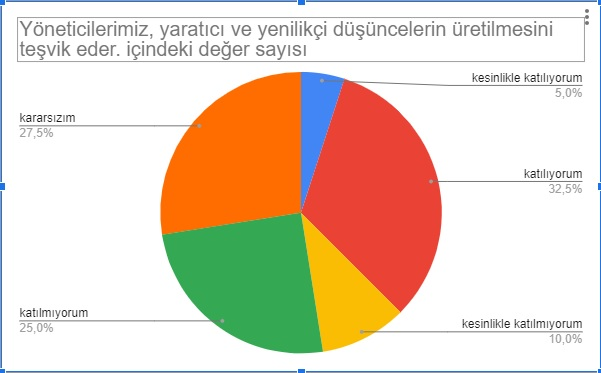 Yöneticilerimiz, yaratıcı ve yenilikçi düşüncelerin üretilmesini
teşvik eder. içindeki değer sayısı
kesinlikle katılıyorum
5,0%
kararsızım
27,5%
katılıyorum
32,5%
katılmıyorum
25,0%
kesinlikle katılmıyorum
10,0%